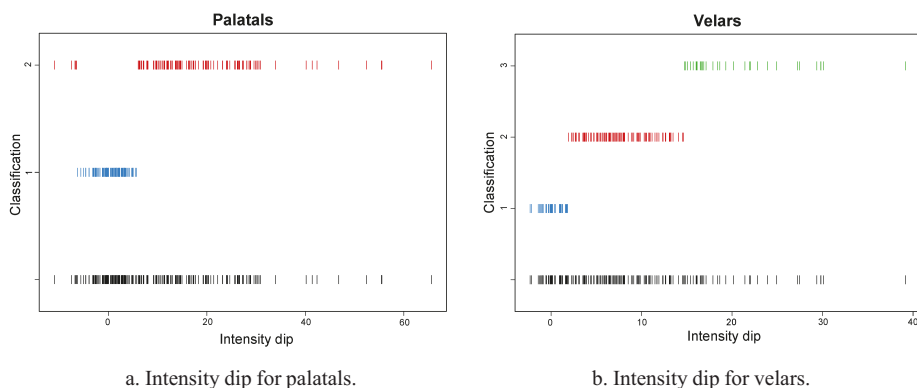 Palatals
Classification
2
1
0
20
40
60
Intensity dip
a. Intensity dip for palatals.
Velars
Classification
3
2
1
0
10
20
30
40
Intensity dip
b. Intensity dip for velars.